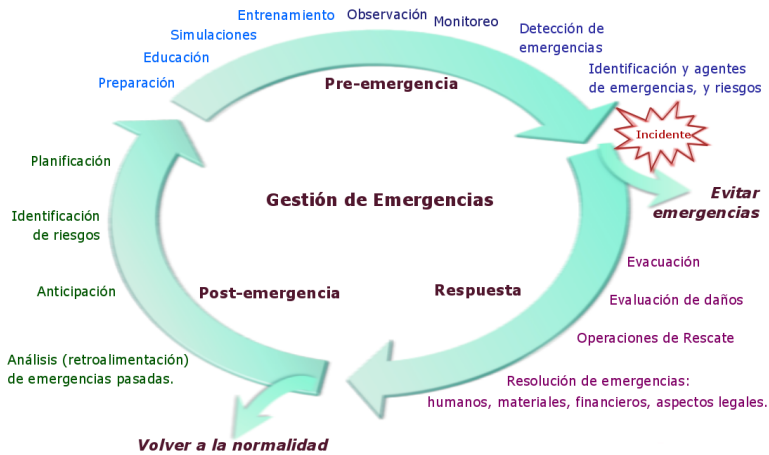 Entrenamiento
Observación
Monitoreo
Simulaciones
Educación
Preparación
Detección de
emergencias
Identificación y agentes
de emergencias, y riesgos
Pre-emergencia
Incidente
Evitar
emergencias
Gestión de Emergencias
Planificación
Identificación
de riesgos
Anticipación
Análisis (retroalimentación)
de emergencias pasadas.
Post-emergencia
Respuesta
Evacuación
Evaluación de daños
Operaciones de Rescate
Resolución de emergencias:
humanos, materiales, financieros, aspectos legales.
Volver a la normalidad